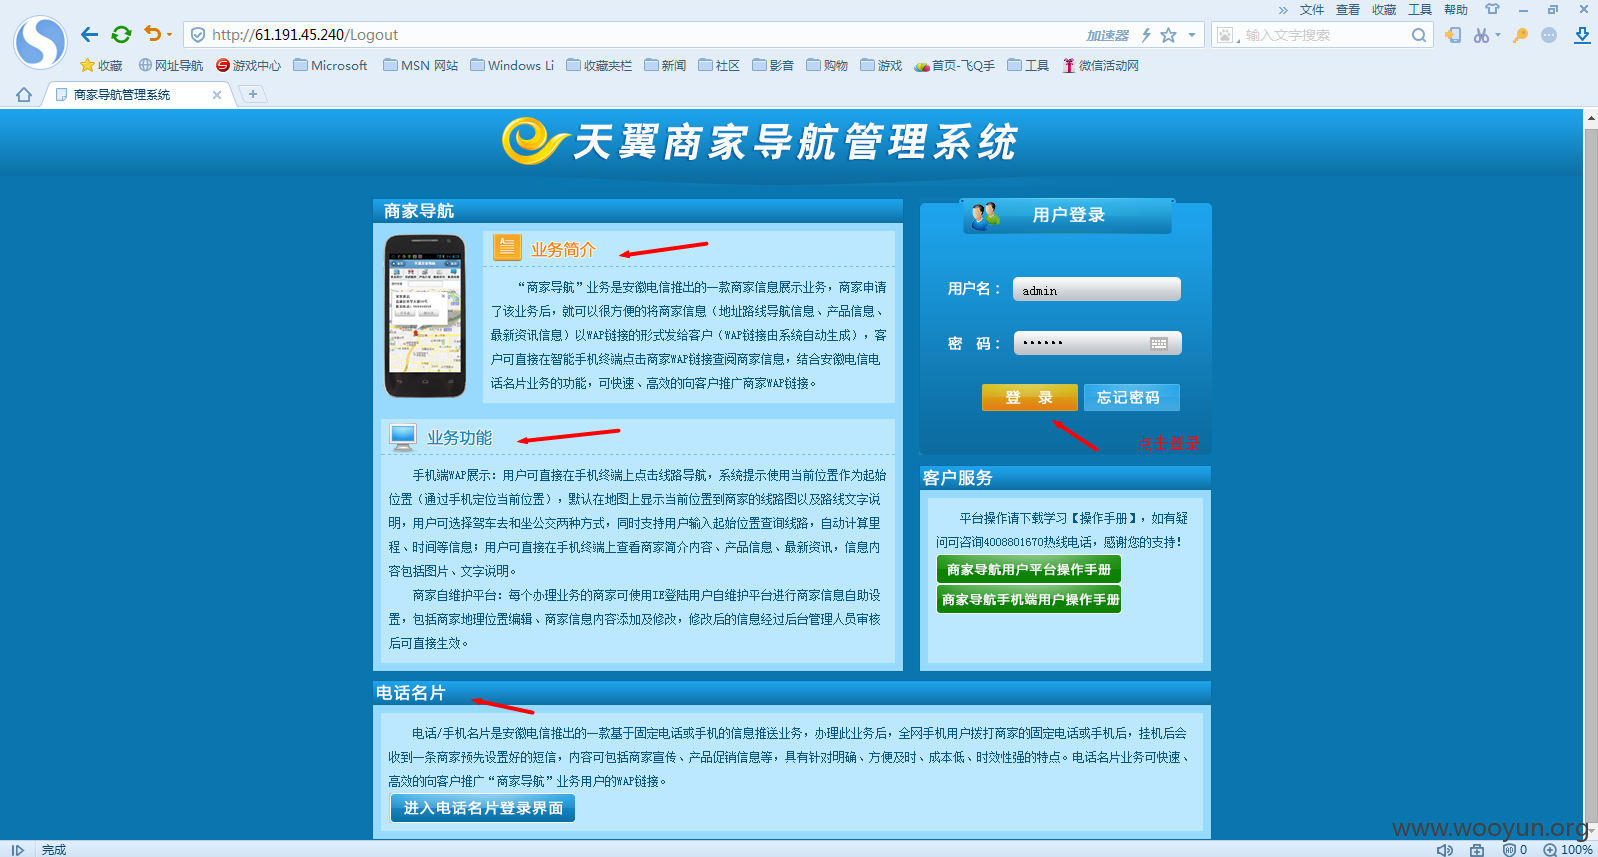 » 文件 查看 收藏 工具 帮助
http://61.191.45.240/Logout 加速器 输入文字搜索
收藏 网址导航 游戏中心 Microsoft MSN 网站 Windows Li 收藏夹栏 新闻 社区 影音 购物 游戏 首页-飞Q手 工具 微信活动网
商家导航管理系统
天翼商家导航管理系统
商家导航
业务简介
“商家导航”业务是安徽电信推出的一款商家信息展示业务，商家申请
了该业务后，就可以很方便的将商家信息（地址路线导航信息、产品信息、
最新资讯信息）以WAP链接的形式发给客户（WAP链接由系统自动生成），客
户可直接在智能手机终端点击商家WAP链接查阅商家信息，结合安徽电信电
话名片业务的功能，可快速、高效的向客户推广商家WAP链接。
业务功能
手机端WAP展示：用户可直接在手机终端上点击线路导航，系统提示使用当前位置作为起始
位置（通过手机定位当前位置），默认在地图上显示当前位置到商家的线路图以及路线文字说
明，用户可选择驾车去和坐公交两种方式，同时支持用户输入起始位置查询线路，自动计算里
程、时间等信息；用户可直接在手机终端上查看商家简介内容、产品信息、最新资讯，信息内
容包括图片、文字说明。
商家自维护平台：每个办理业务的商家可使用IE登陆用户自维护平台进行商家信息自助设
置，包括商家地理位置编辑、商家信息内容添加及修改，修改后的信息经过后台管理人员审核
后可直接生效。
用户登录
用户名：
admin
密 码：
••••••
登 录 忘记密码
点击登录
客户服务
平台操作请下载学习【操作手册】，如有疑
问可咨询4008801670热线电话，感谢您的支持！
商家导航用户平台操作手册
商家导航手机端用户操作手册
电话名片
电话/手机名片是安徽电信推出的一款基于固定电话或手机的信息推送业务，办理此业务后，全网手机用户拨打商家的固定电话或手机后，挂机后会
收到一条商家预先设置好的短信，内容可包括商家宣传、产品促销信息等，具有针对明确、方便及时、成本低、时效性强的特点。电话名片业务可快速、
高效的向客户推广“商家导航”业务用户的WAP链接。
进入电话名片登录界面
www.wooyun.org
完成 0 100%